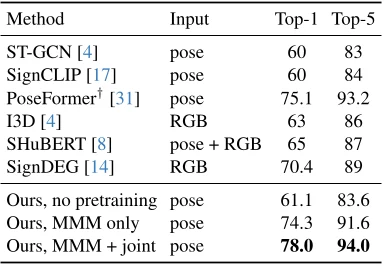 Method Input Top-1 Top-5
ST-GCN [4] pose 60 83
SignCLIP [17] pose 60 84
PoseFormer† [31] pose 75.1 93.2
I3D [4] RGB 63 86
SHuBERT [8] pose + RGB 65 87
SignDEG [14] RGB 70.4 89
Ours, no pretraining pose 61.1 83.6
Ours, MMM only pose 74.3 91.6
Ours, MMM + joint pose 78.0 94.0